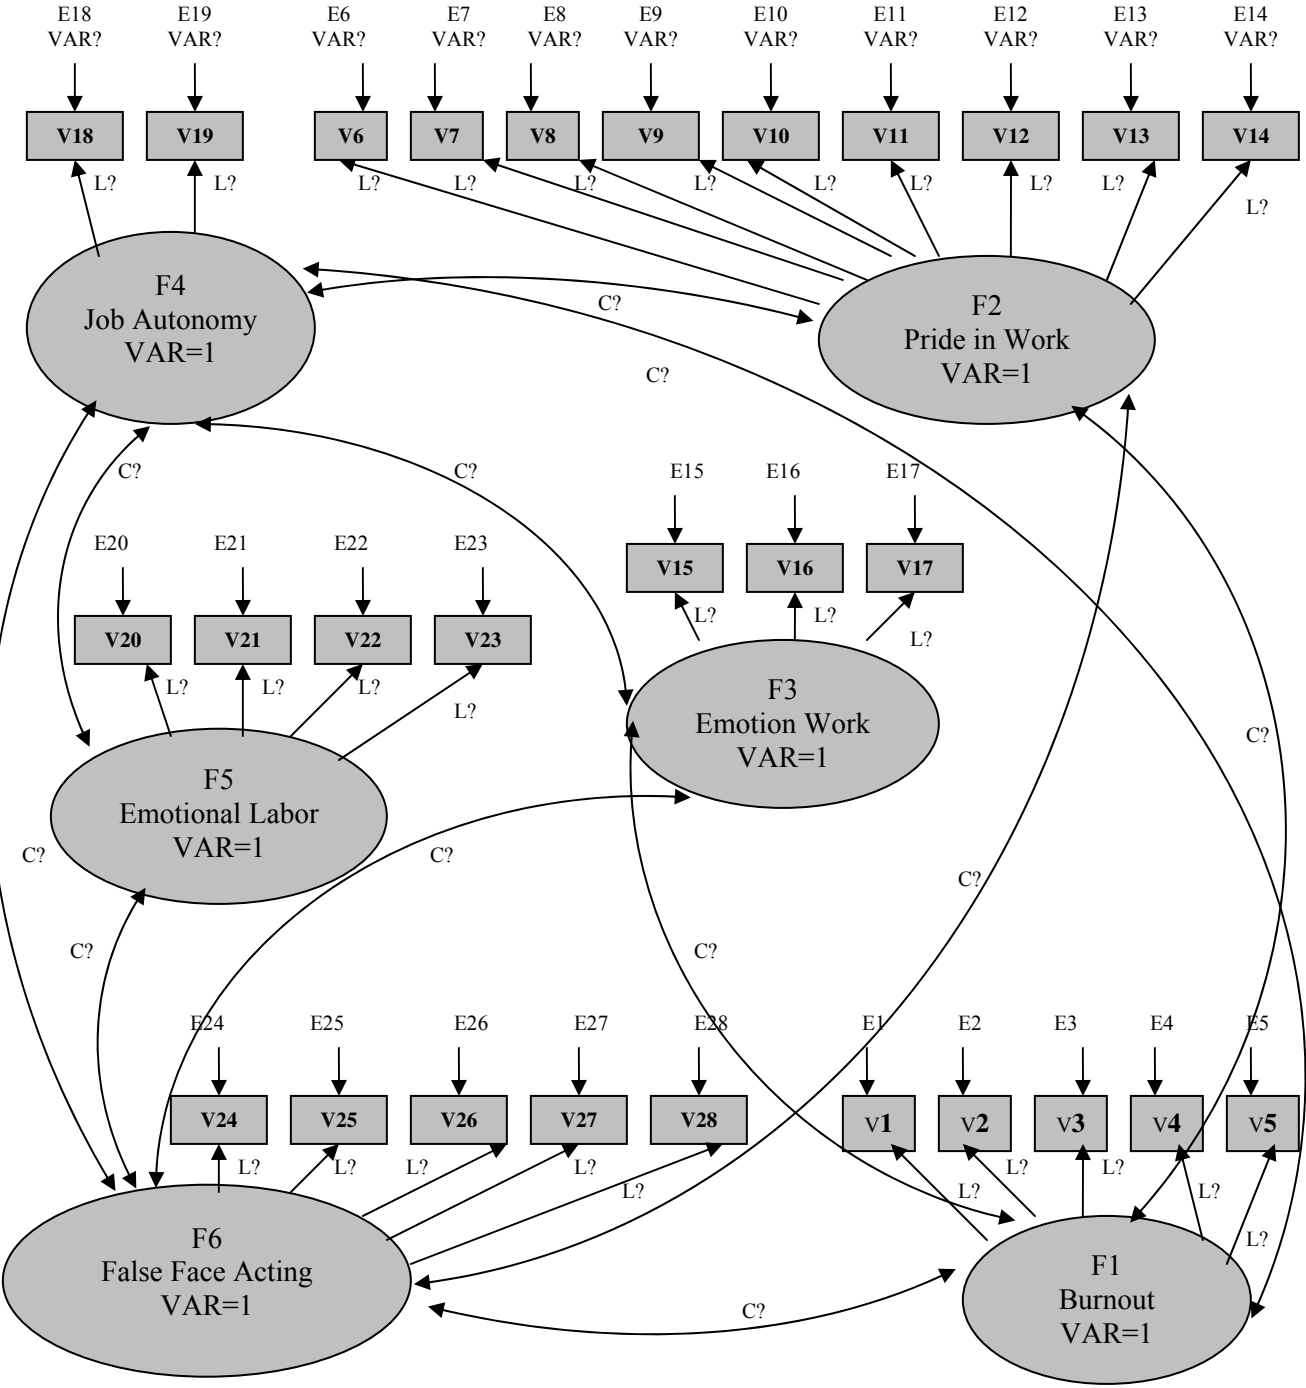 E18 E19 E6 E7 E8 E9 E10 E11 E12 E13 E14
VAR? VAR? VAR? VAR? VAR? VAR? VAR? VAR? VAR? VAR? VAR?
V18 V19 V6 V7 V8 V9 V10 V11 V12 V13 V14
L? L? L? L? L? L? L? L? L? L?
L?
F4
Job Autonomy
VAR=1
F2
Pride in Work
VAR=1
C?
C?
C? C?
E15 E16 E17
V15 V16 V17
L? L?
L?
E20 E21 E22 E23
V20 V21 V22 V23
L? L? L?
L?
F3
Emotion Work
VAR=1
C?
F5
Emotional Labor
VAR=1
C? C?
C?
C? C?
E24 E25 E26 E27 E28 E1 E2 E3 E4 E5
V24 V25 V26 V27 V28 V1 V2 V3 V4 V5
L? L? L? L? L? L?
L? L? L?
L?
F6
False Face Acting
VAR=1
F1
Burnout
VAR=1
C?